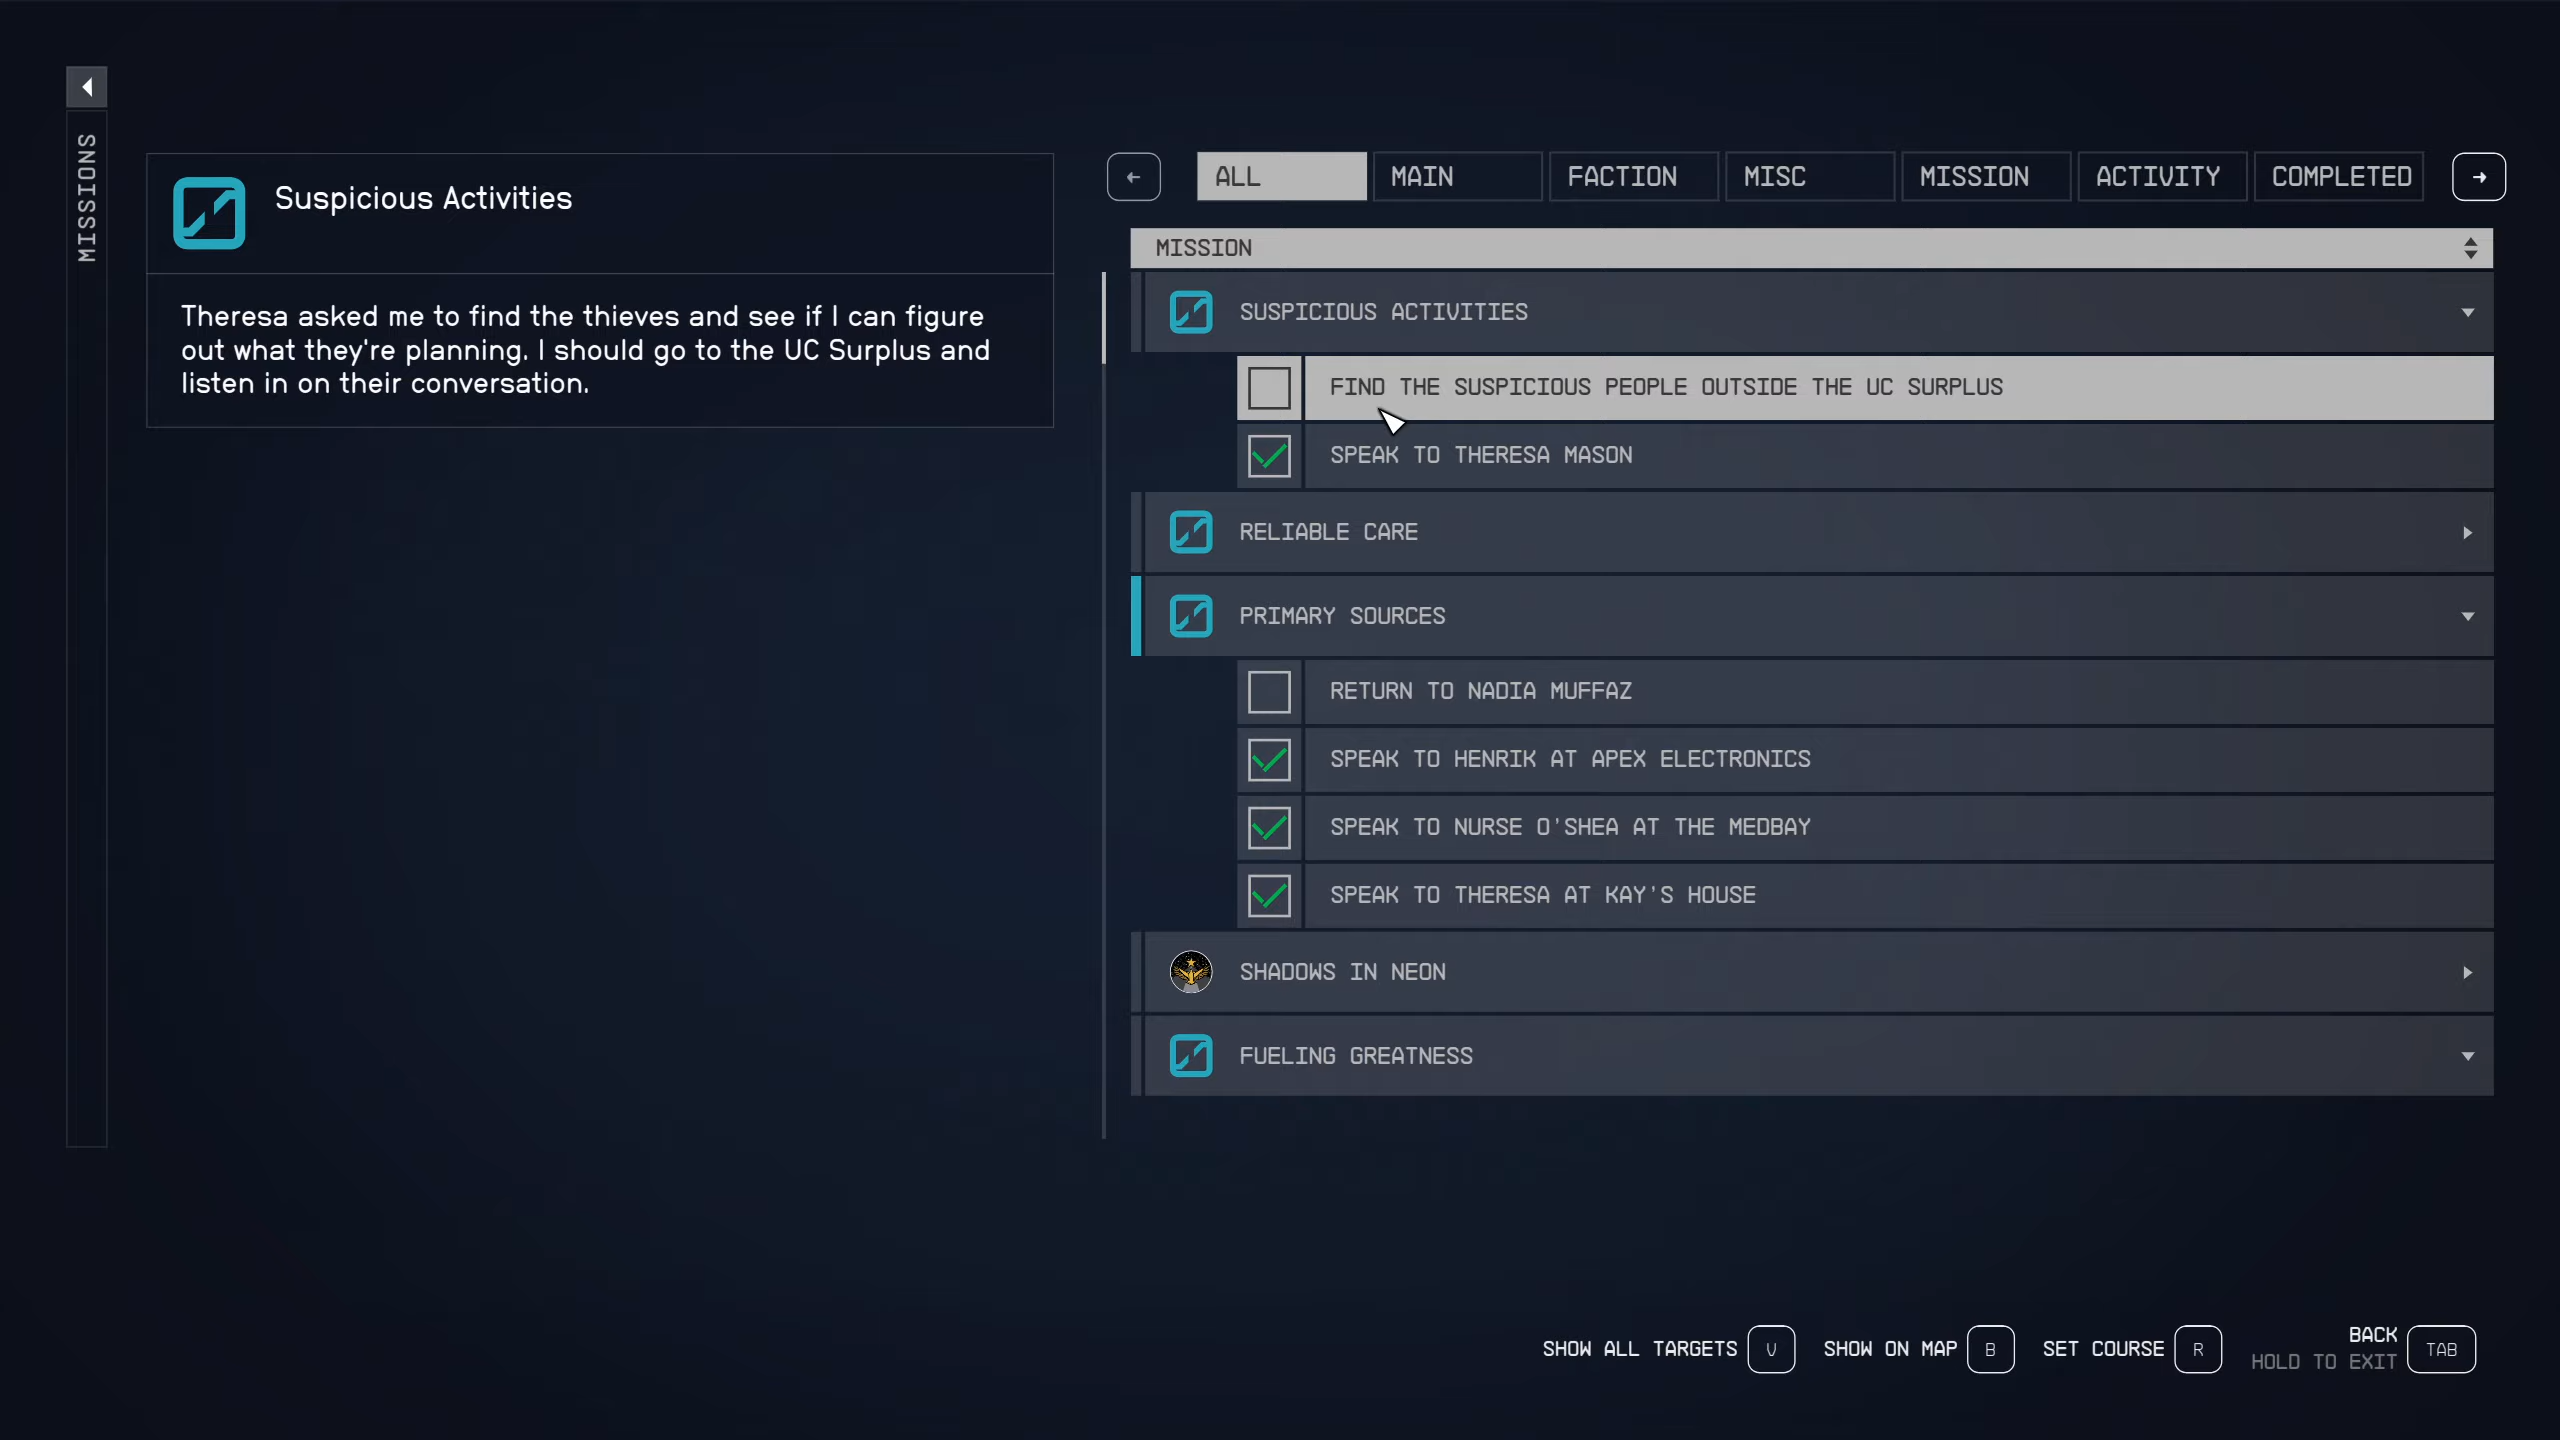 MISSIONS
Suspicious Activities
Theresa asked me to find the thieves and see if I can figure
out what they're planning. I should go to the UC Surplus and
listen in on their conversation.
ALL
MAIN
FACTION
MISC
MISSION
ACTIVITY
COMPLETED
MISSION
SUSPICIOUS ACTIVITIES
FIND THE SUSPICIOUS PEOPLE OUTSIDE THE UC SURPLUS
SPEAK TO THERESA MASON
RELIABLE CARE
PRIMARY SOURCES
RETURN TO NADIA MUFFAZ
SPEAK TO HENRIK AT APEX ELECTRONICS
SPEAK TO NURSE O'SHEA AT THE MEDBAY
SPEAK TO THERESA AT KAY'S HOUSE
SHADOWS IN NEON
FUELING GREATNESS
SHOW ALL TARGETS V
SHOW ON MAP B
SET COURSE R
BACK
HOLD TO EXIT
TAB